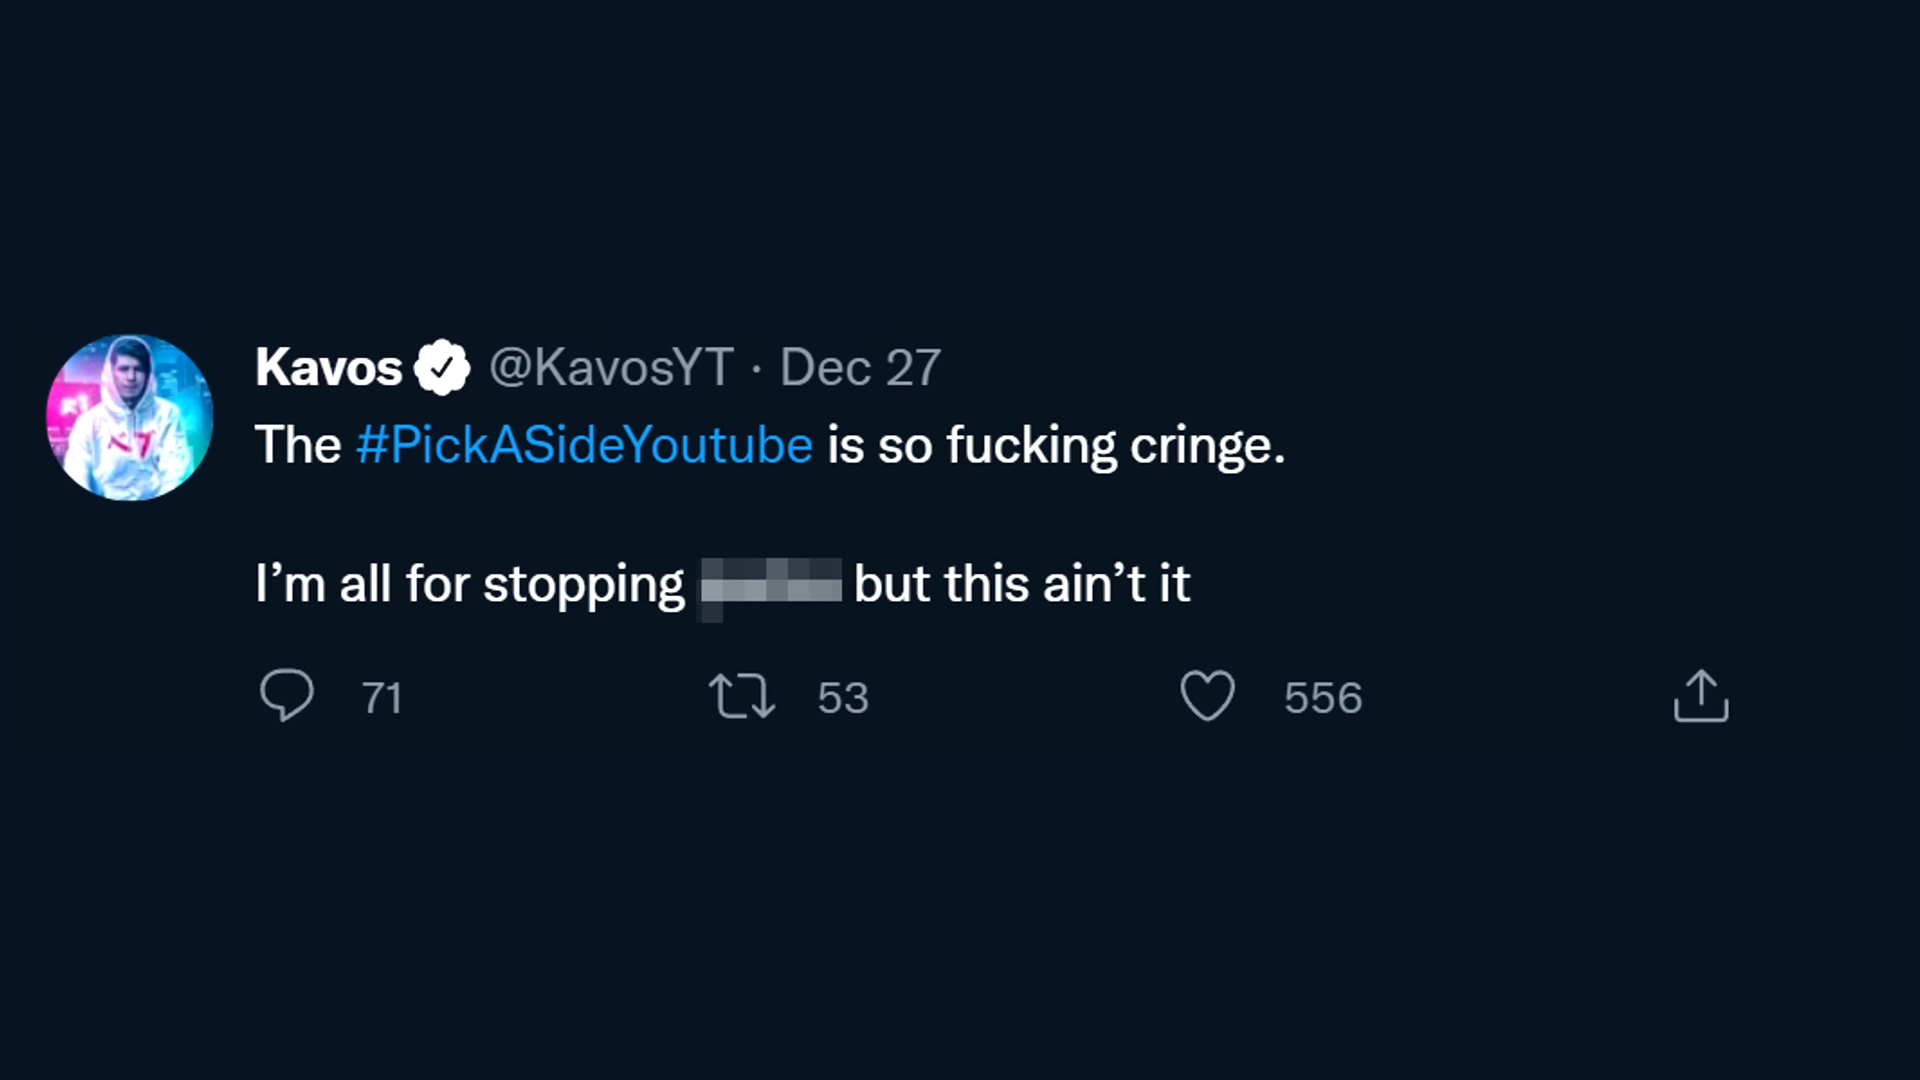 Kavos @KavosYT · Dec 27
The #PickASideYoutube is so fucking cringe.
I’m all for stopping but this ain’t it
71 53 556